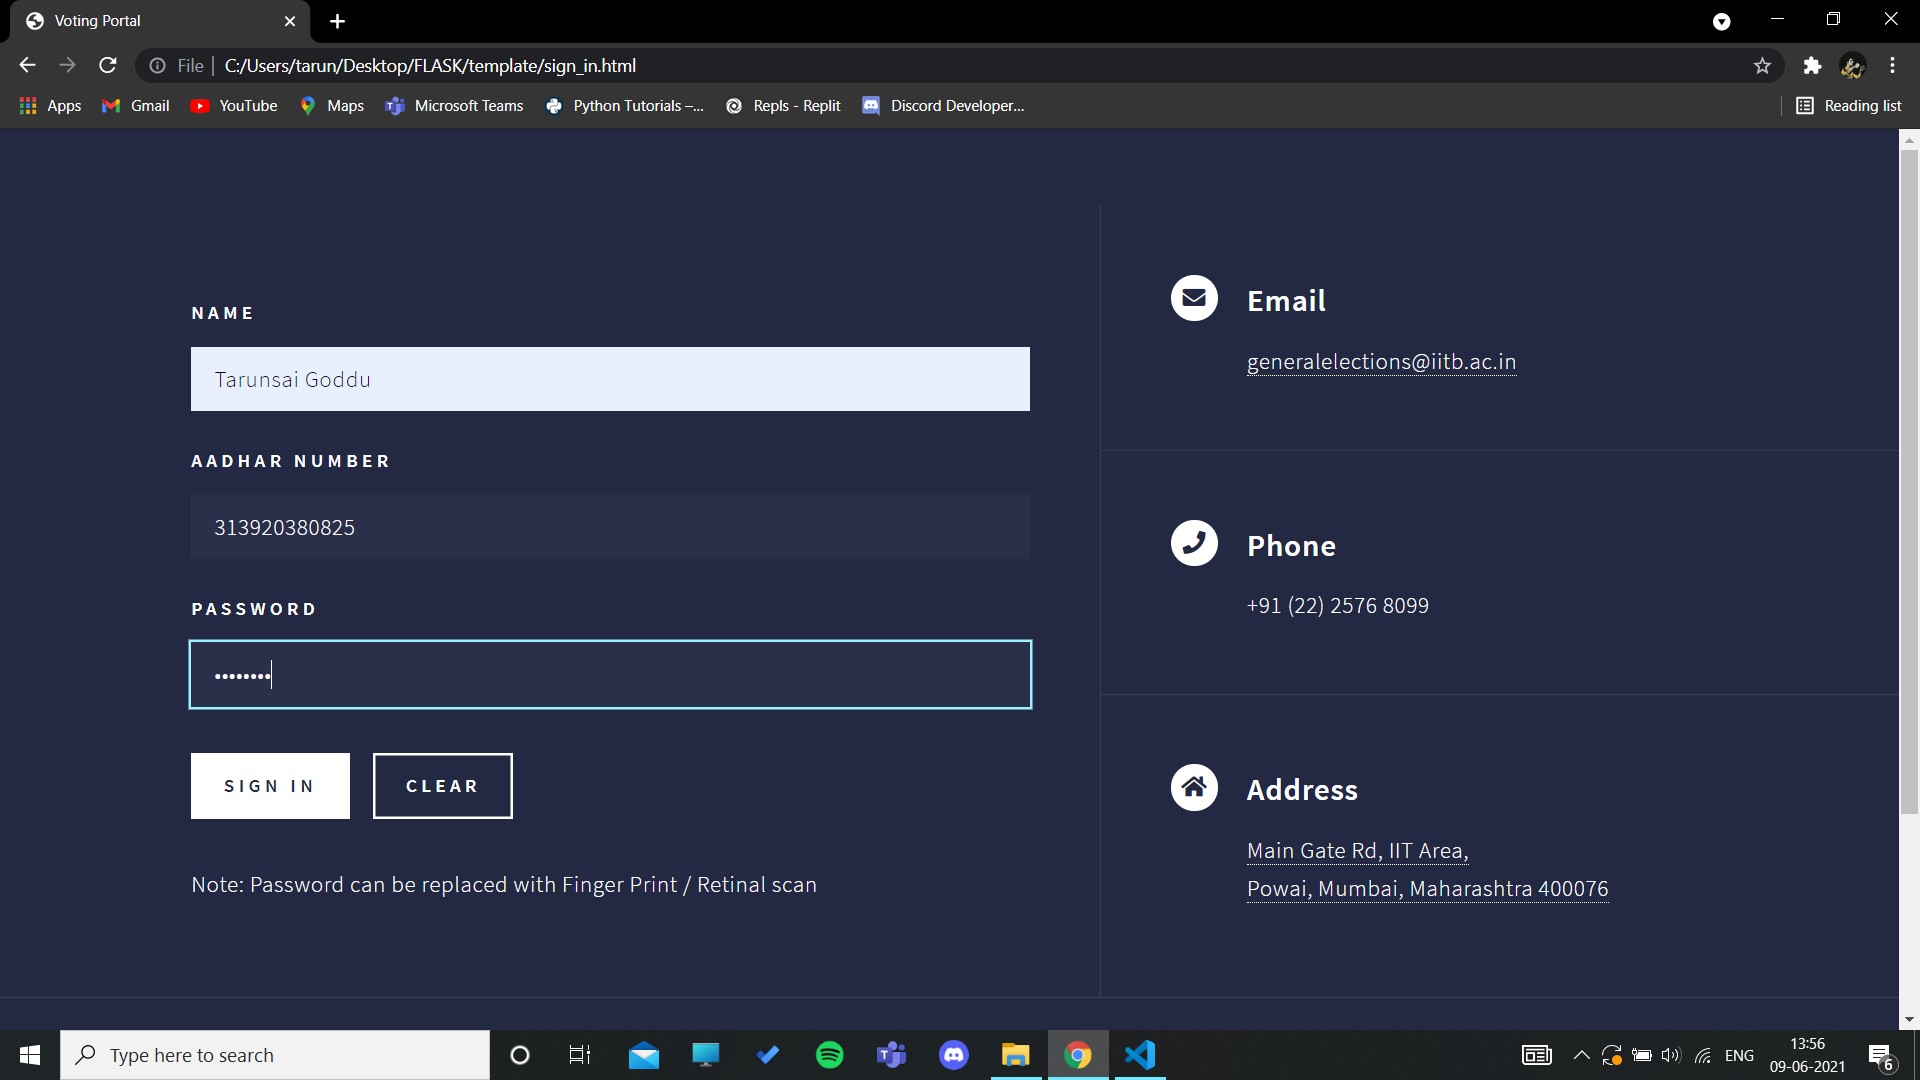 Voting Portal
File
C:/Users/tarun/Desktop/FLASK/template/sign_in.html
Apps
Gmail
YouTube
Maps
Microsoft Teams
Python Tutorials –...
Repls - Replit
Discord Developer...
Reading list
NAME
Tarunsai Goddu
AADHAR NUMBER
313920380825
PASSWORD
••••••••
SIGN IN
CLEAR
Note: Password can be replaced with Finger Print / Retinal scan
Email
generalelections@iitb.ac.in
Phone
+91 (22) 2576 8099
Address
Main Gate Rd, IIT Area,
Powai, Mumbai, Maharashtra 400076
Type here to search
ENG
13:56
09-06-2021
6